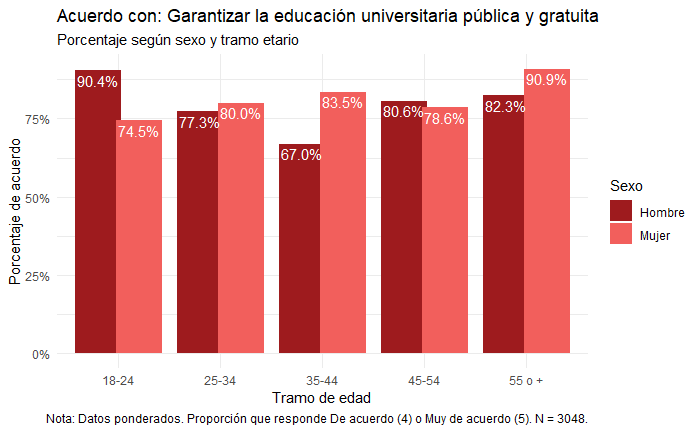 Acuerdo con: Garantizar la educación universitaria pública y gratuita
Porcentaje según sexo y tramo etario
Porcentaje de acuerdo
75%
50%
25%
0%
90.4%
74.5%
77.3%
80.0%
67.0%
83.5%
80.6%
78.6%
82.3%
90.9%
18-24
25-34
35-44
45-54
55 o +
Tramo de edad
Sexo
Hombre
Mujer
Nota: Datos ponderados. Proporción que responde De acuerdo (4) o Muy de acuerdo (5). N = 3048.